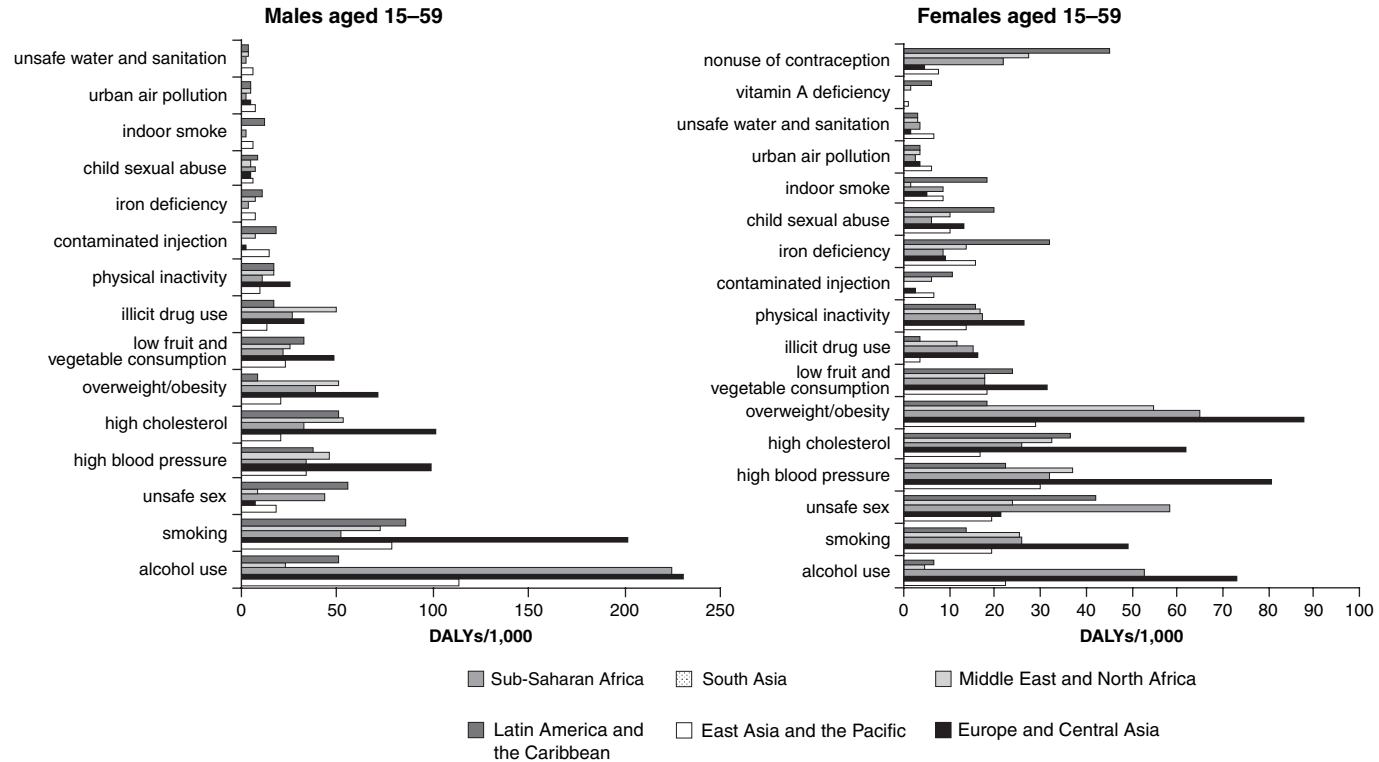 Males aged 15–59
unsafe water and sanitation
urban air pollution
indoor smoke
child sexual abuse
iron deficiency
contaminated injection
physical inactivity
illicit drug use
low fruit and
vegetable consumption
overweight/obesity
high cholesterol
high blood pressure
unsafe sex
smoking
alcohol use
0 50 100 150 200 250
DALYs/1,000
Females aged 15–59
nonuse of contraception
vitamin A deficiency
unsafe water and sanitation
urban air pollution
indoor smoke
child sexual abuse
iron deficiency
contaminated injection
physical inactivity
illicit drug use
low fruit and
vegetable consumption
overweight/obesity
high cholesterol
high blood pressure
unsafe sex
smoking
alcohol use
0 10 20 30 40 50 60 70 80 90 100
DALYs/1,000
Sub-Saharan Africa South Asia Middle East and North Africa
Latin America and
the Caribbean
East Asia and the Pacific Europe and Central Asia